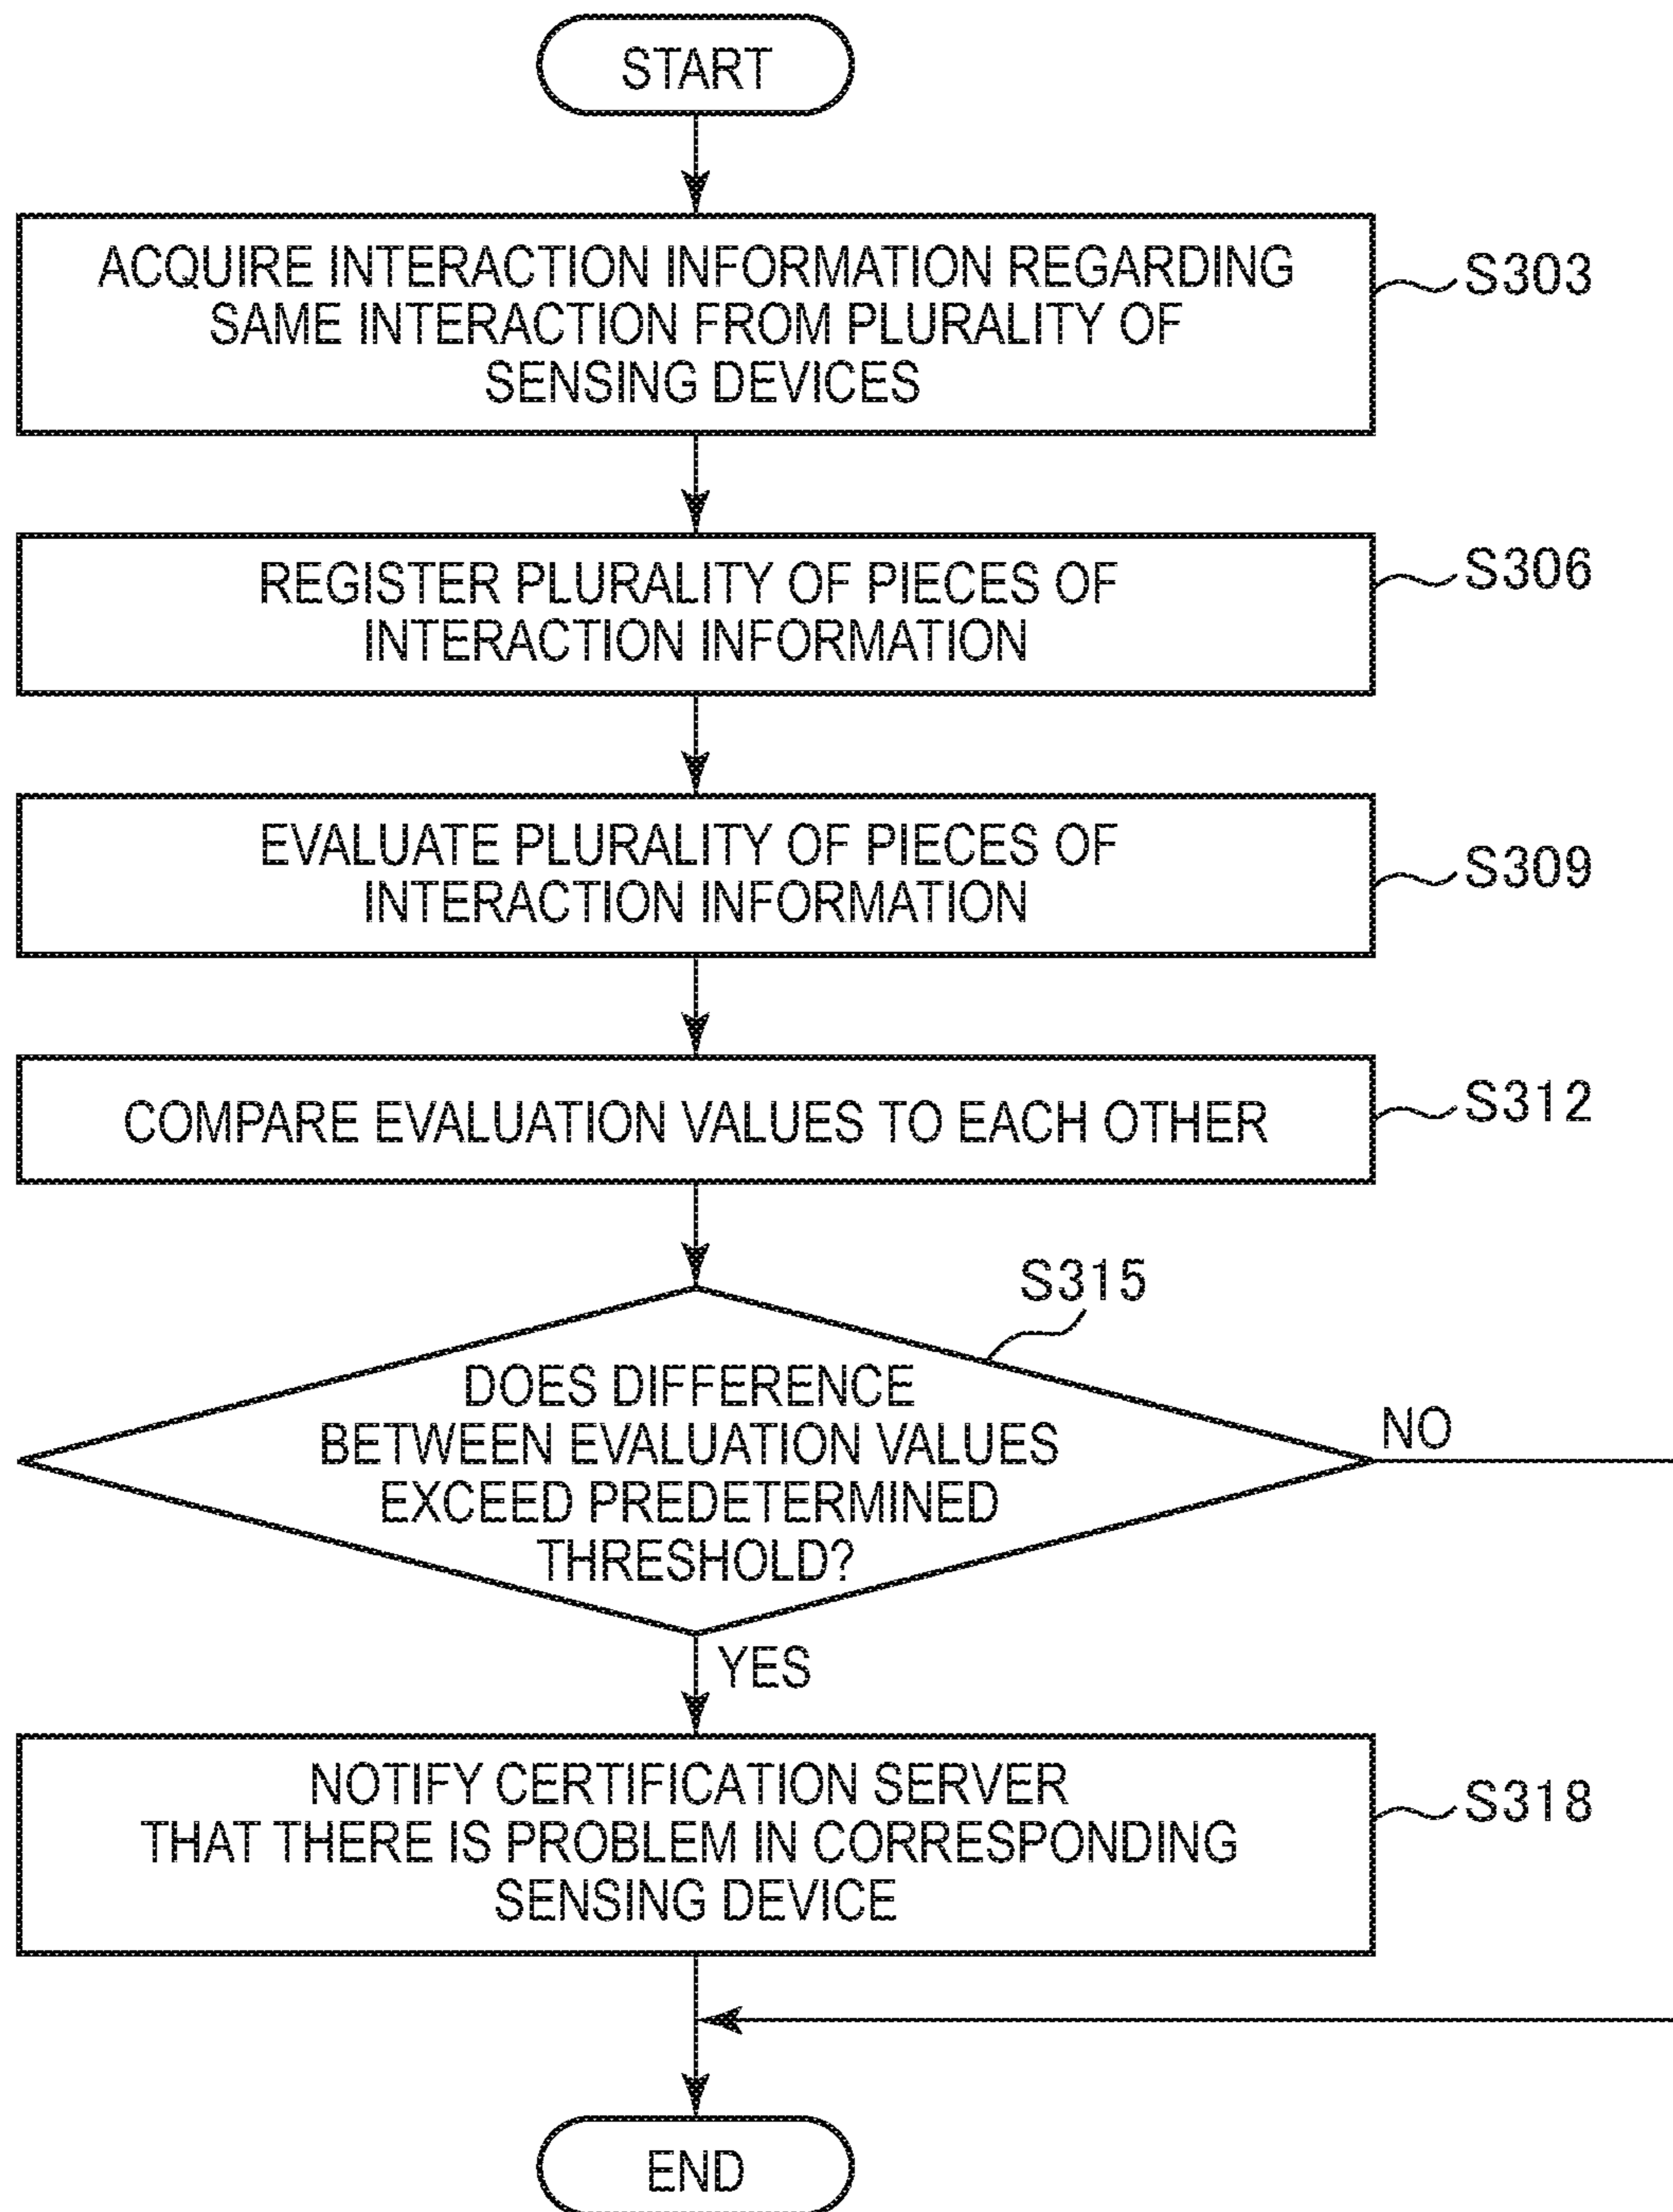 START
ACQUIRE INTERACTION INFORMATION REGARDING
SAME INTERACTION FROM PLURALITY OF
SENSING DEVICES
S303
REGISTER PLURALITY OF PIECES OF
INTERACTION INFORMATION
S306
EVALUATE PLURALITY OF PIECES OF
INTERACTION INFORMATION
S309
COMPARE EVALUATION VALUES TO EACH OTHER
S312
S315
DOES DIFFERENCE
BETWEEN EVALUATION VALUES
EXCEED PREDETERMINED
THRESHOLD?
NO
YES
NOTIFY CERTIFICATION SERVER
THAT THERE IS PROBLEM IN CORRESPONDING
SENSING DEVICE
S318
END